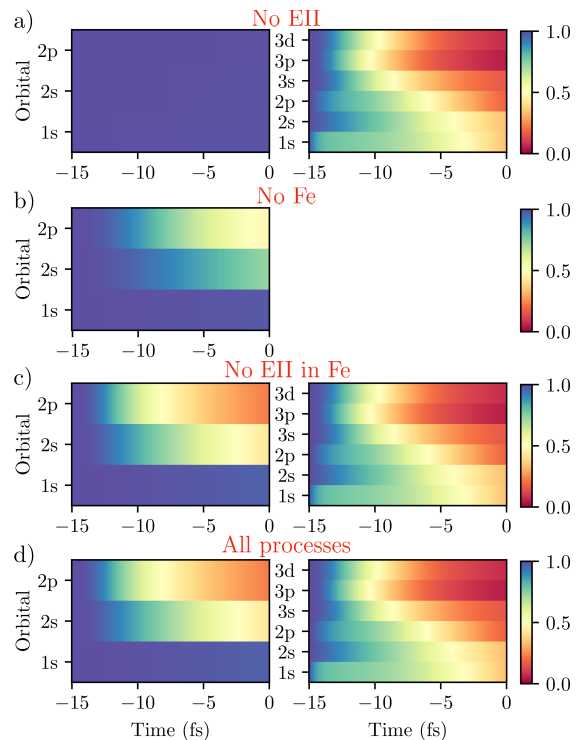 a) No EII
Orbital
2p
2s
1s
−15 −10 −5 0
3d
3p
3s
2p
2s
1s
−15 −10 −5 0
1.0
0.5
0.0
b) No Fe
Orbital
2p
2s
1s
−15 −10 −5 0
1.0
0.5
0.0
c) No EII in Fe
Orbital
2p
2s
1s
−15 −10 −5 0
3d
3p
3s
2p
2s
1s
−15 −10 −5 0
1.0
0.5
0.0
d) All processes
Orbital
2p
2s
1s
−15 −10 −5 0
Time (fs)
3d
3p
3s
2p
2s
1s
−15 −10 −5 0
Time (fs)
1.0
0.5
0.0